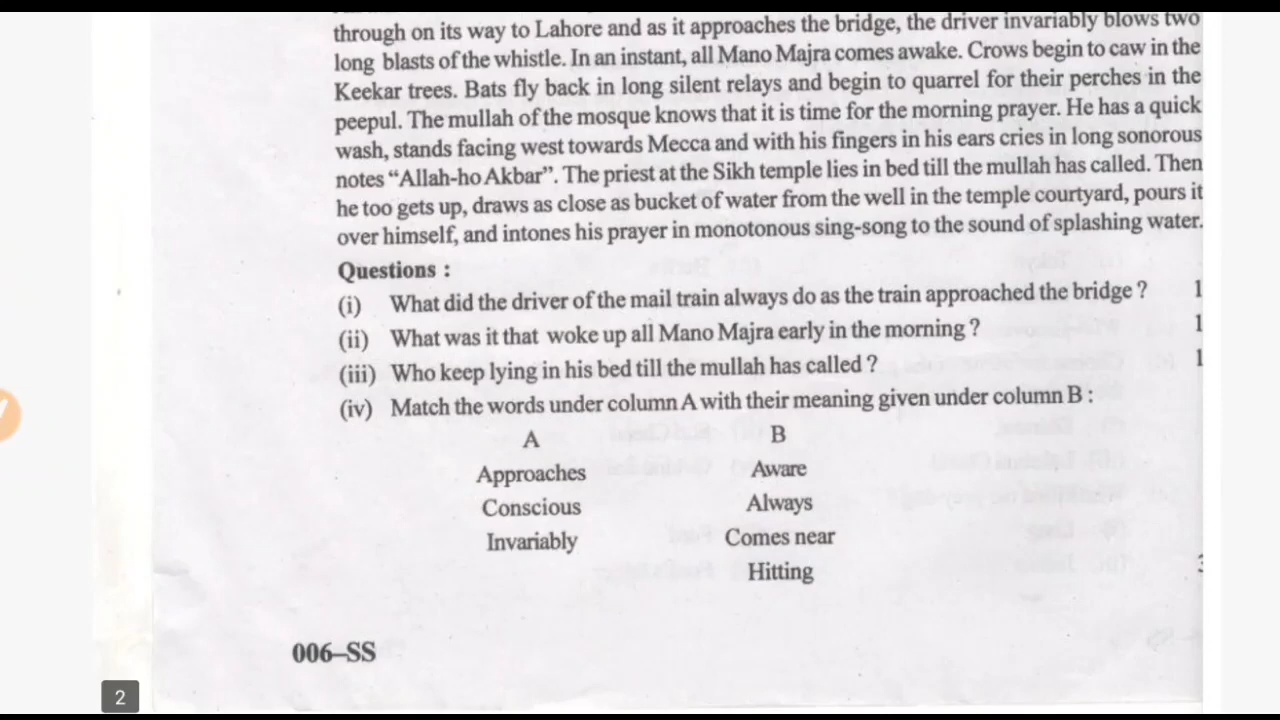 through on its way to Lahore and as it approaches the bridge, the driver invariably blows two
long blasts of the whistle. In an instant, all Mano Majra comes awake. Crows begin to caw in the
Keekar trees. Bats fly back in long silent relays and begin to quarrel for their perches in the
peepul. The mullah of the mosque knows that it is time for the morning prayer. He has a quick
wash, stands facing west towards Mecca and with his fingers in his ears cries in long sonorous
notes “Allah-ho Akbar”. The priest at the Sikh temple lies in bed till the mullah has called. Then
he too gets up, draws as close as bucket of water from the well in the temple courtyard, pours it
over himself, and intones his prayer in monotonous sing-song to the sound of splashing water.
Questions :
(i) What did the driver of the mail train always do as the train approached the bridge ? 1
(ii) What was it that woke up all Mano Majra early in the morning ? 1
(iii) Who keep lying in his bed till the mullah has called ? 1
(iv) Match the words under column A with their meaning given under column B :
A B
Approaches Aware
Conscious Always
Invariably Comes near
Hitting
006–SS
2